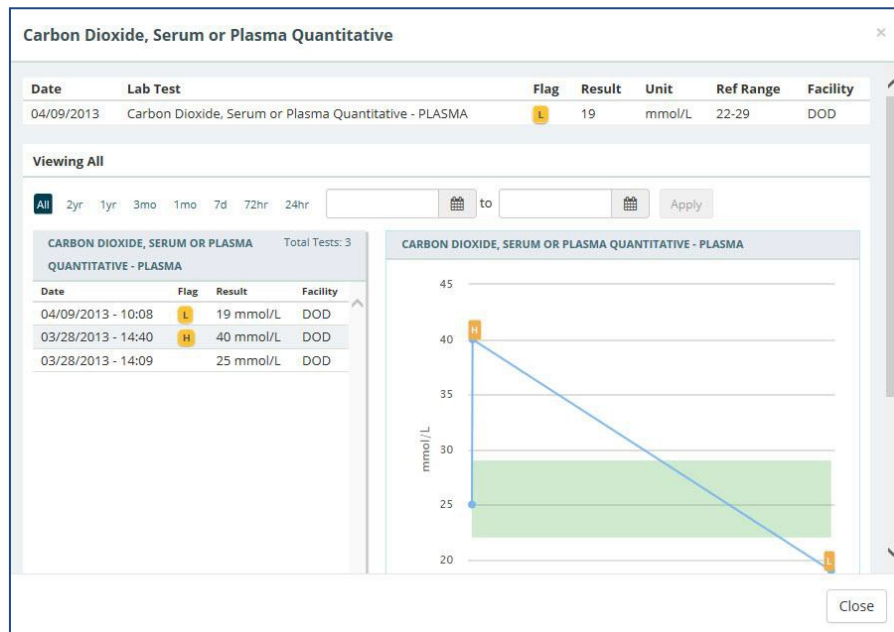 Carbon Dioxide, Serum or Plasma Quantitative ×
Date Lab Test Flag Result Unit Ref Range Facility
04/09/2013 Carbon Dioxide, Serum or Plasma Quantitative - PLASMA L 19 mmol/L 22-29 DOD
Viewing All
All 2yr 1yr 3mo 1mo 7d 72hr 24hr to Apply
CARBON DIOXIDE, SERUM OR PLASMA Total Tests: 3
QUANTITATIVE - PLASMA
Date Flag Result Facility
04/09/2013 - 10:08 L 19 mmol/L DOD
03/28/2013 - 14:40 H 40 mmol/L DOD
03/28/2013 - 14:09 25 mmol/L DOD
CARBON DIOXIDE, SERUM OR PLASMA QUANTITATIVE - PLASMA
45
H
40
35
mmol/L
30
25
20
L
Close